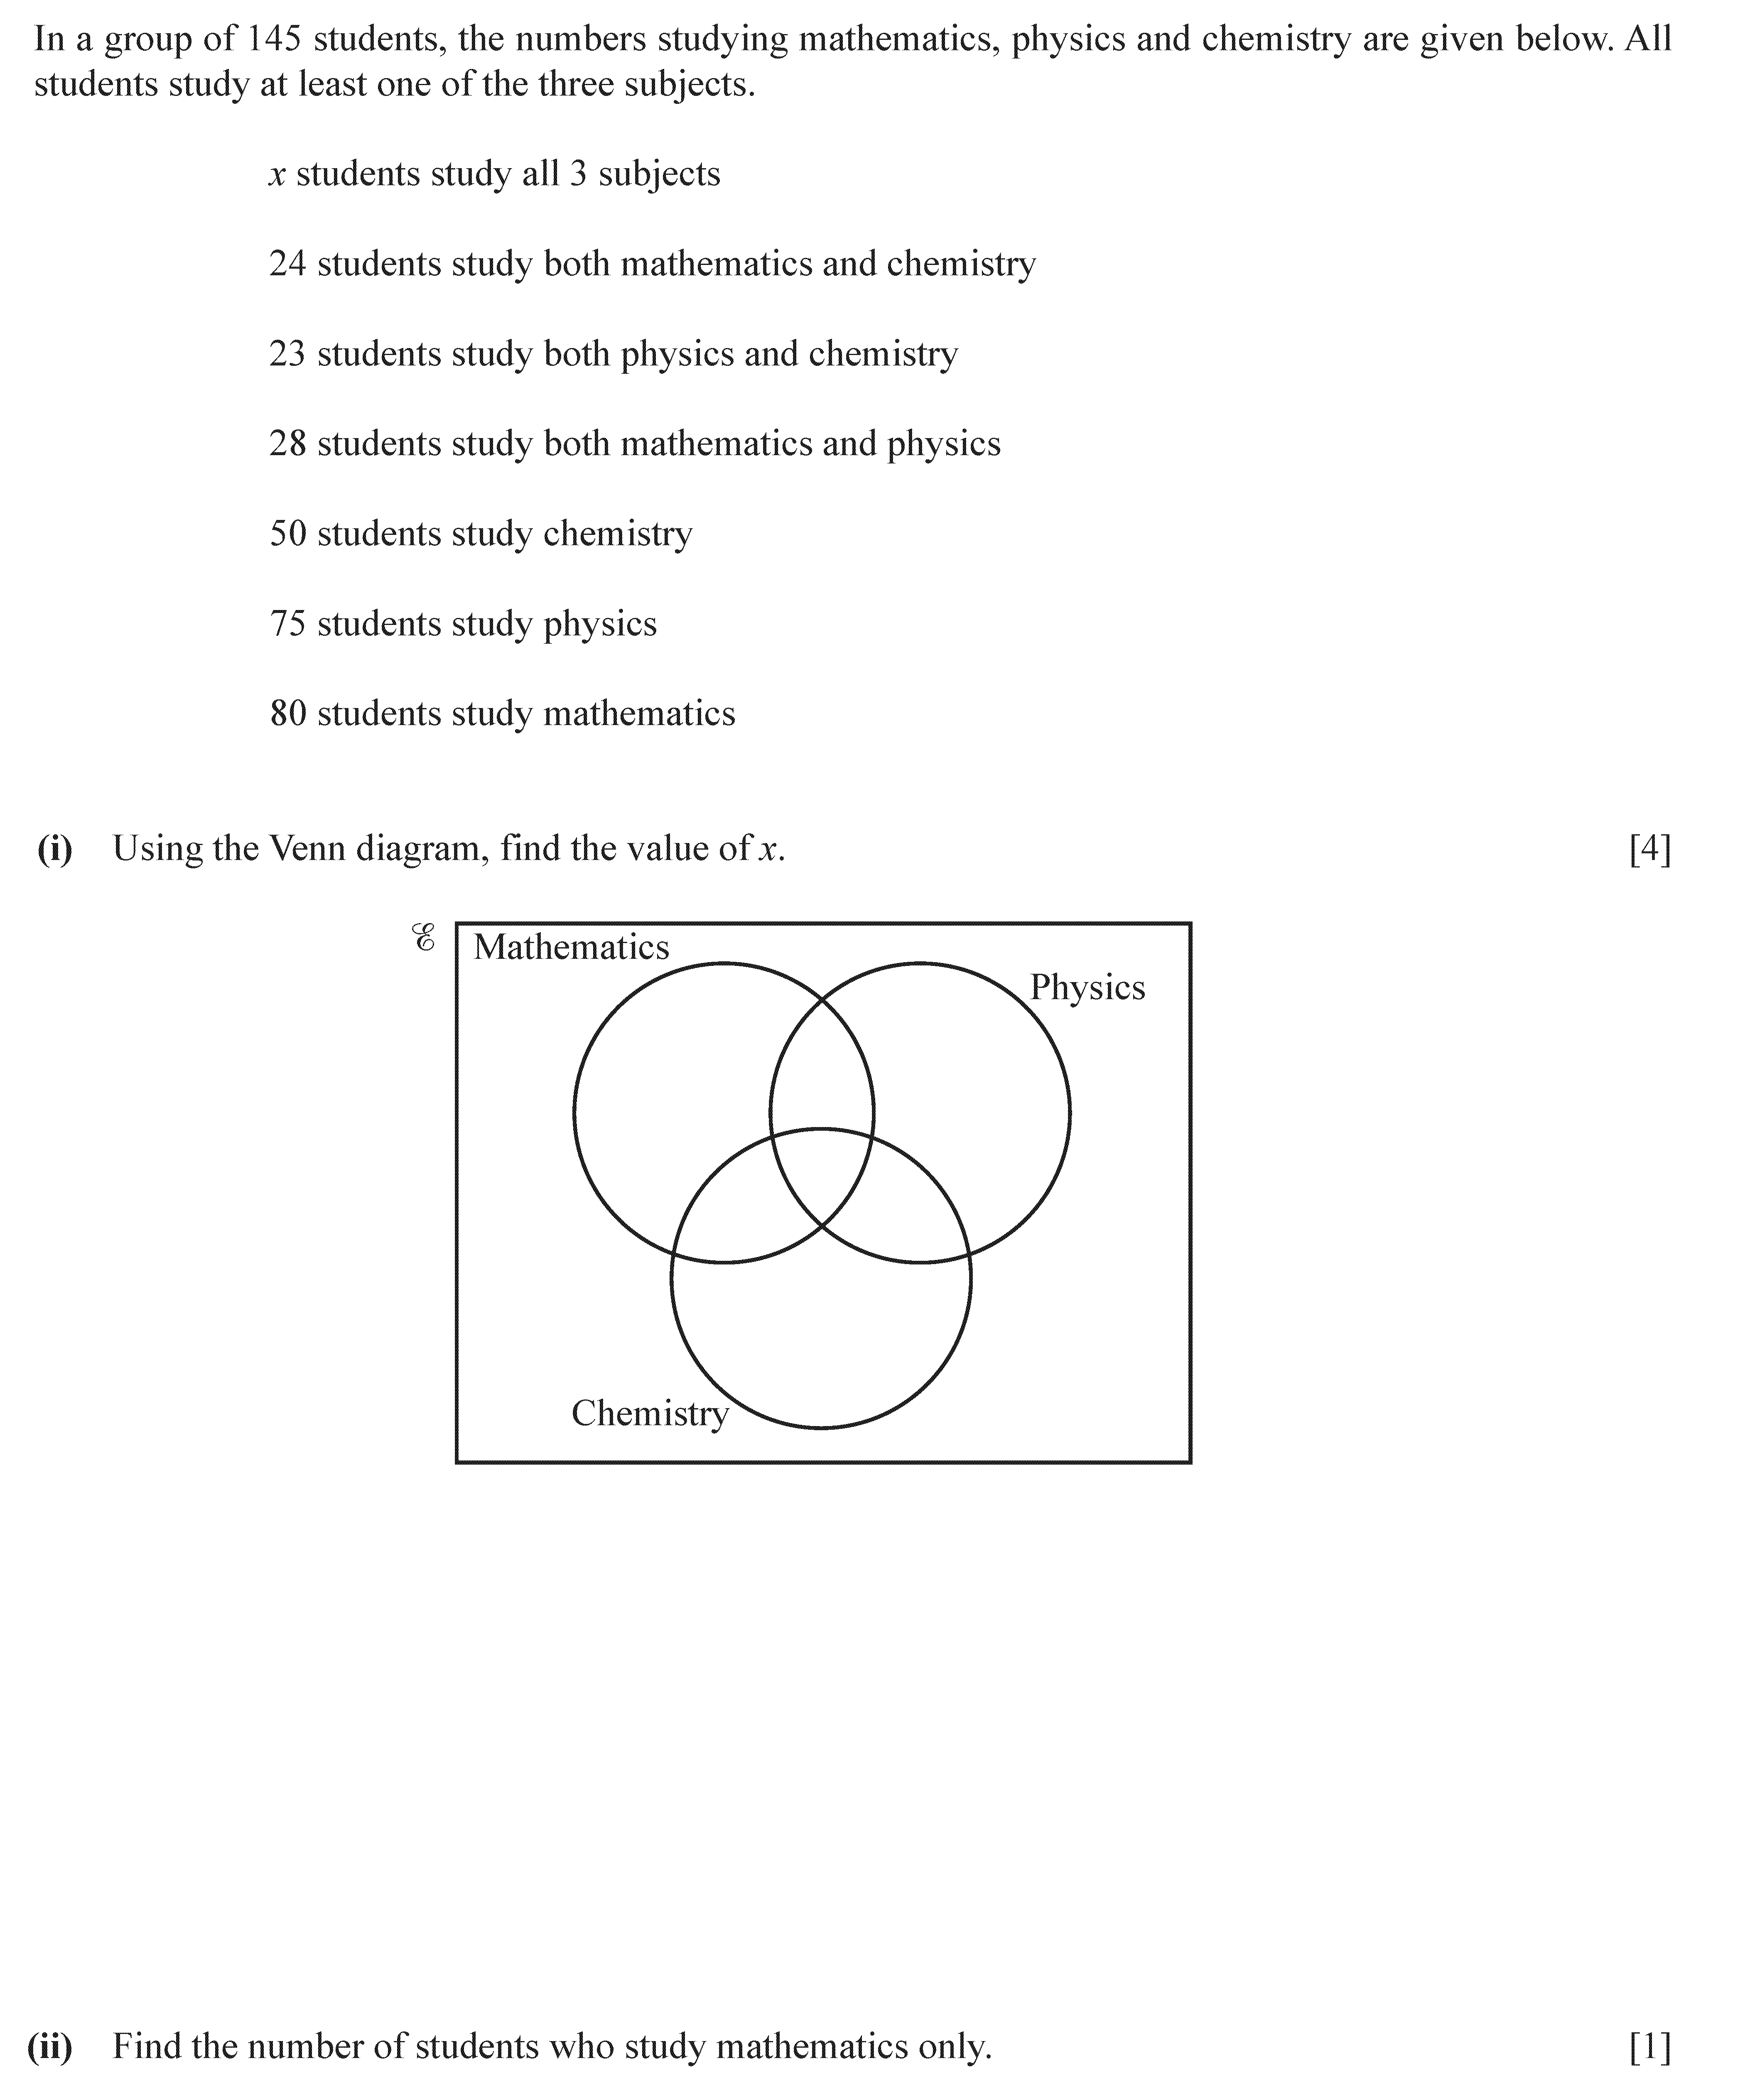 In a group of 145 students, the numbers studying mathematics, physics and chemistry are given below. All
students study at least one of the three subjects.
x students study all 3 subjects
24 students study both mathematics and chemistry
23 students study both physics and chemistry
28 students study both mathematics and physics
50 students study chemistry
75 students study physics
80 students study mathematics
(i) Using the Venn diagram, find the value of x. [4]
ℰ Mathematics
Physics
Chemistry
(ii) Find the number of students who study mathematics only. [1]